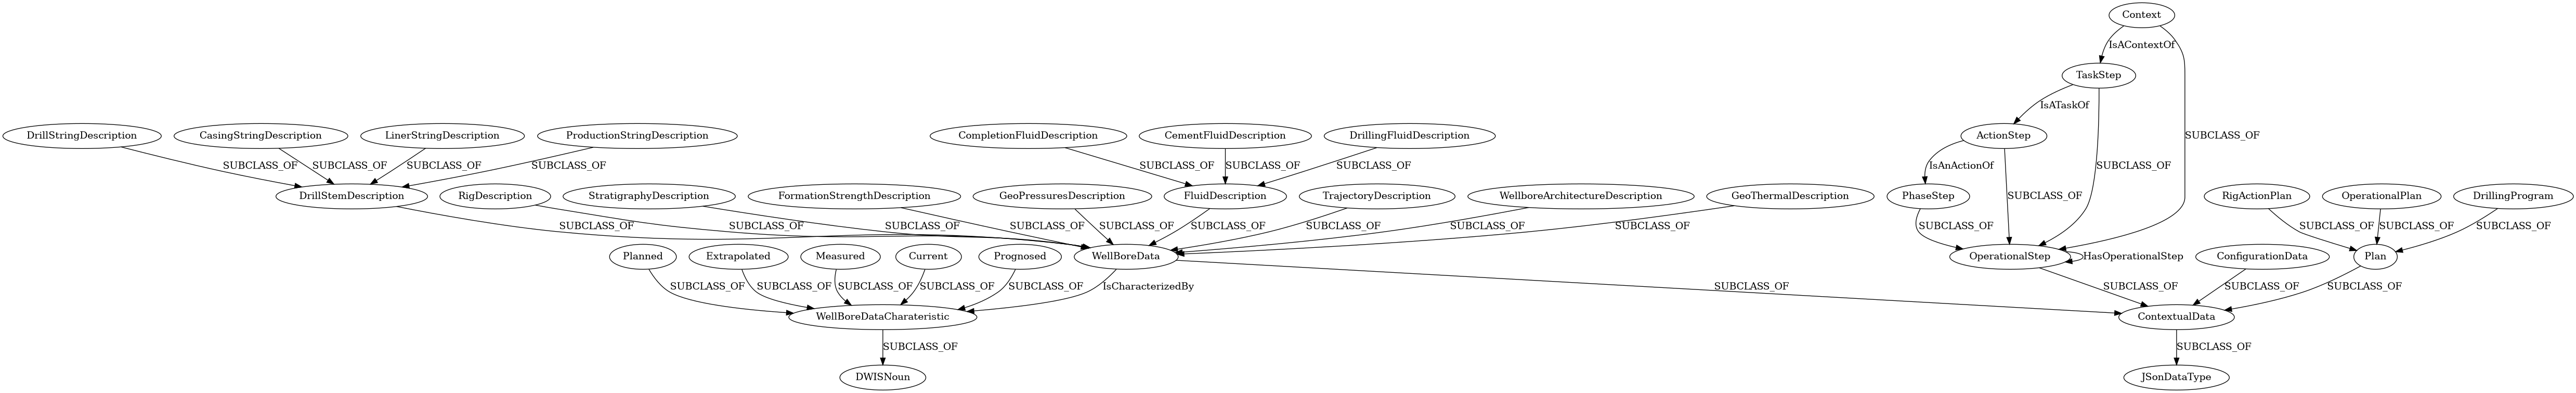 Context
IsAContextOf
TaskStep
IsATaskOf
DrillStringDescription
CasingStringDescription
LinerStringDescription
ProductionStringDescription
CompletionFluidDescription
CementFluidDescription
DrillingFluidDescription
ActionStep
SUBCLASS_OF
SUBCLASS_OF
SUBCLASS_OF
SUBCLASS_OF
SUBCLASS_OF
SUBCLASS_OF
SUBCLASS_OF
SUBCLASS_OF
IsAnActionOf
SUBCLASS_OF
DrillStemDescription
RigDescription
StratigraphyDescription
FormationStrengthDescription
GeoPressuresDescription
FluidDescription
TrajectoryDescription
WellboreArchitectureDescription
GeoThermalDescription
PhaseStep
SUBCLASS_OF
RigActionPlan
OperationalPlan
DrillingProgram
SUBCLASS_OF
SUBCLASS_OF
SUBCLASS_OF
SUBCLASS_OF
SUBCLASS_OF
SUBCLASS_OF
SUBCLASS_OF
SUBCLASS_OF
SUBCLASS_OF
SUBCLASS_OF
SUBCLASS_OF
SUBCLASS_OF
SUBCLASS_OF
Planned
Extrapolated
Measured
Current
Prognosed
WellBoreData
OperationalStep
HasOperationalStep
ConfigurationData
Plan
SUBCLASS_OF
SUBCLASS_OF
SUBCLASS_OF
SUBCLASS_OF
SUBCLASS_OF
IsCharacterizedBy
SUBCLASS_OF
SUBCLASS_OF
SUBCLASS_OF
SUBCLASS_OF
WellBoreDataCharateristic
ContextualData
SUBCLASS_OF
SUBCLASS_OF
DWISNoun
JSonDataType